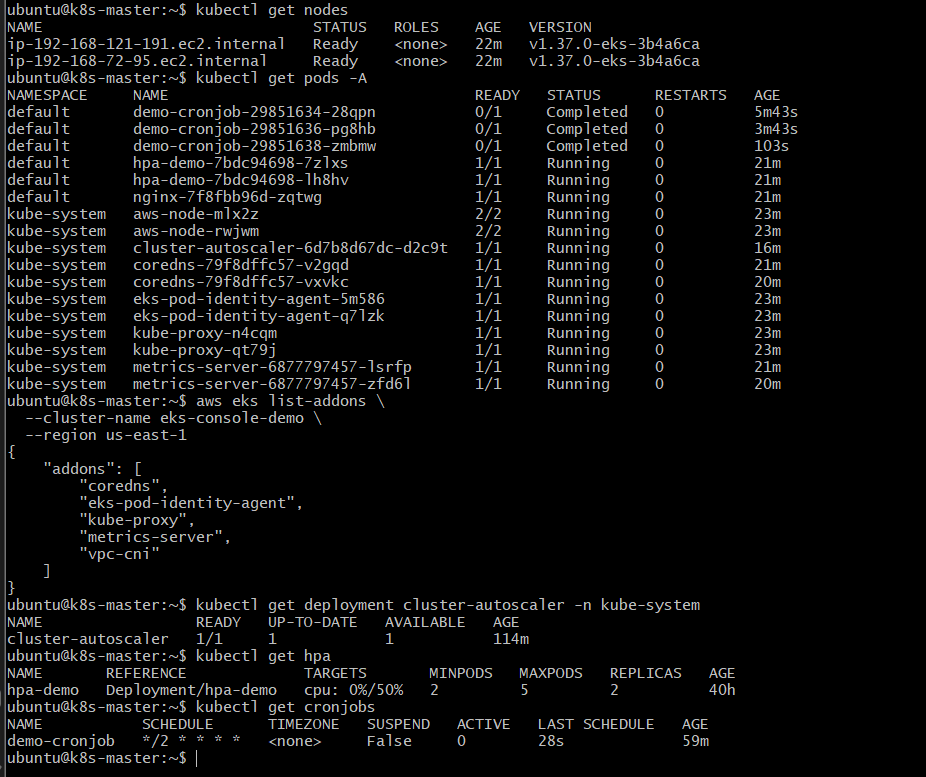 ubuntu@k8s-master:~$ kubectl get nodes
NAME                              STATUS   ROLES    AGE   VERSION
ip-192-168-121-191.ec2.internal   Ready    <none>   22m   v1.37.0-eks-3b4a6ca
ip-192-168-72-95.ec2.internal     Ready    <none>   22m   v1.37.0-eks-3b4a6ca
ubuntu@k8s-master:~$ kubectl get pods -A
NAMESPACE     NAME                                  READY   STATUS      RESTARTS   AGE
default       demo-cronjob-29851634-28qpn           0/1     Completed   0          5m43s
default       demo-cronjob-29851636-pg8hb           0/1     Completed   0          3m43s
default       demo-cronjob-29851638-zmbmw           0/1     Completed   0          103s
default       hpa-demo-7bdc94698-7zlxs              1/1     Running     0          21m
default       hpa-demo-7bdc94698-lh8hv              1/1     Running     0          21m
default       nginx-7f8fbb96d-zqtwg                 1/1     Running     0          21m
kube-system   aws-node-mlx2z                        2/2     Running     0          23m
kube-system   aws-node-rwjwm                        2/2     Running     0          23m
kube-system   cluster-autoscaler-6d7b8d67dc-d2c9t   1/1     Running     0          16m
kube-system   coredns-79f8dffc57-v2gqd              1/1     Running     0          21m
kube-system   coredns-79f8dffc57-vxvkc              1/1     Running     0          20m
kube-system   eks-pod-identity-agent-5m586          1/1     Running     0          23m
kube-system   eks-pod-identity-agent-q7lzk          1/1     Running     0          23m
kube-system   kube-proxy-n4cqm                      1/1     Running     0          23m
kube-system   kube-proxy-qt79j                      1/1     Running     0          23m
kube-system   metrics-server-6877797457-lsrfp       1/1     Running     0          21m
kube-system   metrics-server-6877797457-zfd6l       1/1     Running     0          20m
ubuntu@k8s-master:~$ aws eks list-addons \
  --cluster-name eks-console-demo \
  --region us-east-1
{
    "addons": [
        "coredns",
        "eks-pod-identity-agent",
        "kube-proxy",
        "metrics-server",
        "vpc-cni"
    ]
}
ubuntu@k8s-master:~$ kubectl get deployment cluster-autoscaler -n kube-system
NAME                 READY   UP-TO-DATE   AVAILABLE   AGE
cluster-autoscaler   1/1     1            1           114m
ubuntu@k8s-master:~$ kubectl get hpa
NAME       REFERENCE             TARGETS       MINPODS   MAXPODS   REPLICAS   AGE
hpa-demo   Deployment/hpa-demo   cpu: 0%/50%   2         5         2          40h
ubuntu@k8s-master:~$ kubectl get cronjobs
NAME           SCHEDULE      TIMEZONE   SUSPEND   ACTIVE   LAST SCHEDULE   AGE
demo-cronjob   */2 * * * *   <none>     False     0        28s             59m
ubuntu@k8s-master:~$